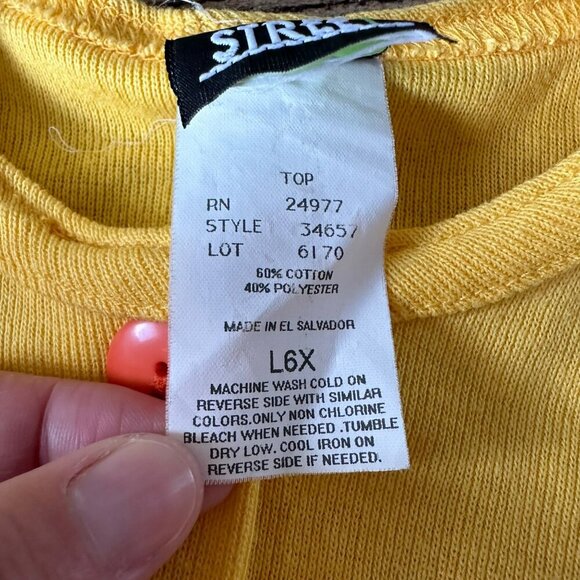 TOP
RN 24977
STYLE 34657
LOT 6170
60% COTTON
40% POLYESTER
MADE IN EL SALVADOR
L6X
MACHINE WASH COLD ON
REVERSE SIDE WITH SIMILAR
COLORS.ONLY NON CHLORINE
BLEACH WHEN NEEDED .TUMBLE
DRY LOW. COOL IRON ON
REVERSE SIDE IF NEEDED.